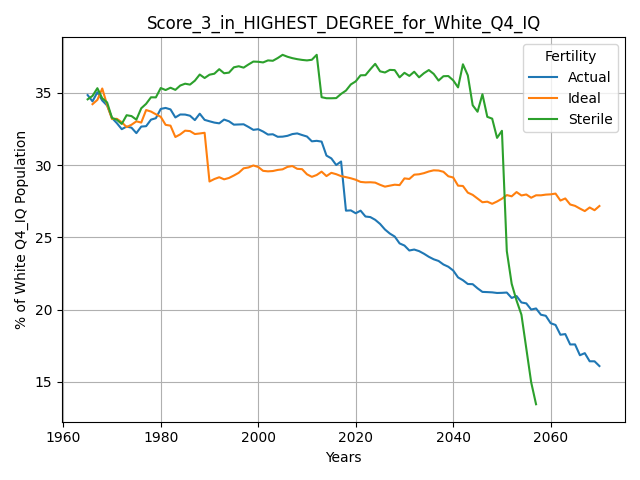 Score_3_in_HIGHEST_DEGREE_for_White_Q4_IQ
% of White Q4_IQ Population
35
30
25
20
15
1960
1980
2000
2020
2040
2060
Years
Fertility
Actual
Ideal
Sterile